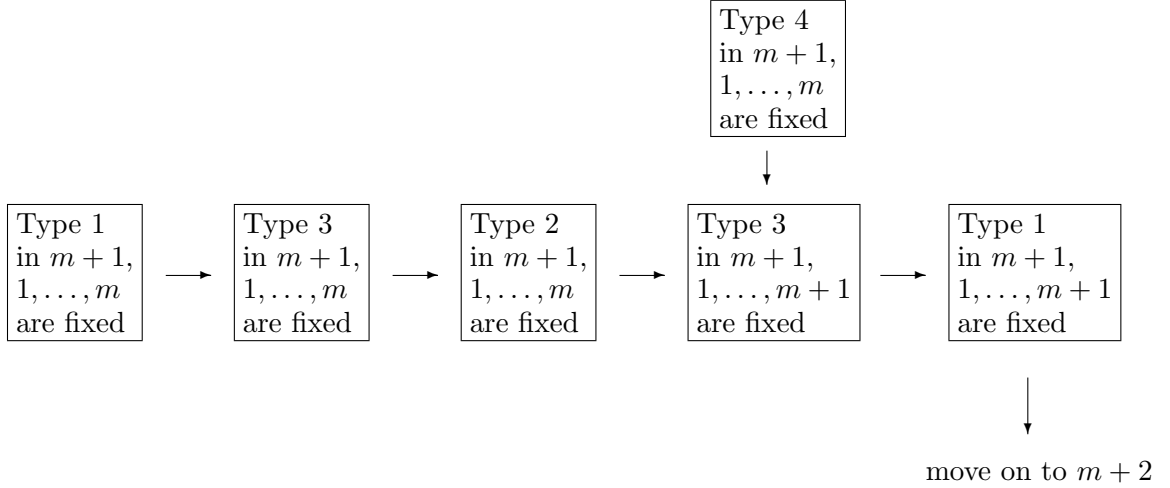 Type 4
in m + 1,
1, . . . , m
are fixed
Type 1
in m + 1,
1, . . . , m
are fixed
Type 3
in m + 1,
1, . . . , m
are fixed
Type 2
in m + 1,
1, . . . , m
are fixed
Type 3
in m + 1,
1, . . . , m + 1
are fixed
Type 1
in m + 1,
1, . . . , m + 1
are fixed
move on to m + 2